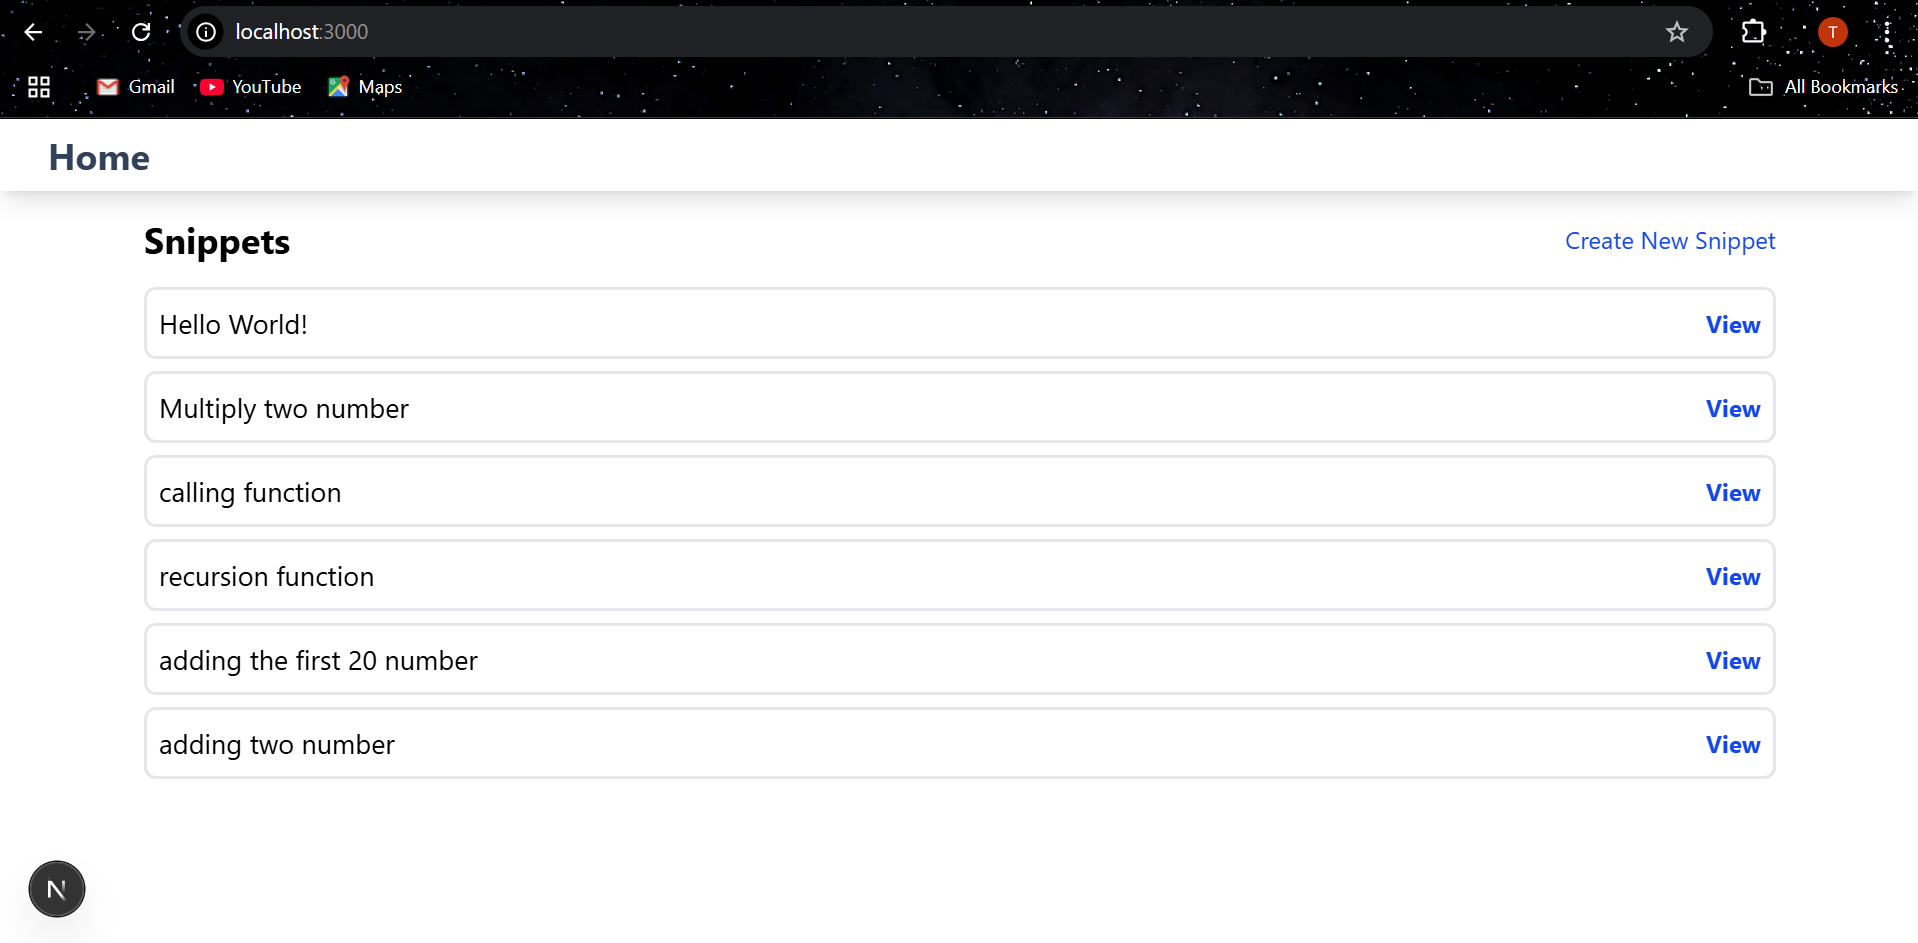 localhost:3000
T
Gmail YouTube Maps All Bookmarks
Home
Snippets Create New Snippet
Hello World! View
Multiply two number View
calling function View
recursion function View
adding the first 20 number View
adding two number View
N